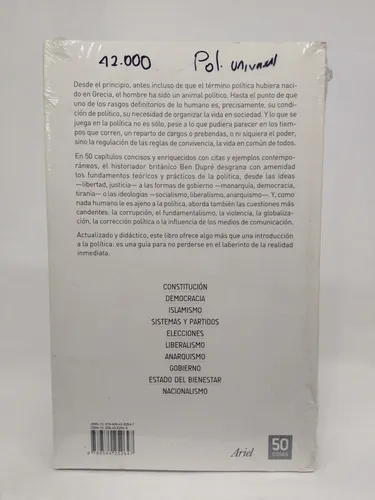 42.000 Pol. univ
Desde el principio, antes incluso de que el término política hubiera naci-
do en Grecia, el hombre ha sido un animal político. Hasta el punto de que
uno de los rasgos definitorios de lo humano es, precisamente, su condi-
ción de político, su necesidad de organizar la vida en sociedad. Y lo que
se juega en la política no es sólo, pese a lo que pudiera parecer en los tiem-
pos que corren, un reparto de cargos o prebendas, o ni siquiera el poder,
sino la regulación de las reglas de convivencia, la vida en común de todos.
En 50 capítulos concisos y enriquecidos con citas y ejemplos contempo-
ráneos, el historiador británico Ben Dupré desgrana con amenidad
los fundamentos teóricos y prácticos de la política, desde las ideas
—libertad, justicia— a las formas de gobierno —monarquía, democracia,
tiranía— o las ideologías —socialismo, liberalismo, anarquismo—. Y, como
nada humano le es ajeno a la política, aborda también las cuestiones más
candentes: la corrupción, el fundamentalismo, la violencia, la globaliza-
ción, la corrección política o la influencia de los medios de comunicación.
Actualizado y didáctico, este libro ofrece algo más que una introducción
a la política: es una guía para no perderse en el laberinto de la realidad
inmediata.
CONSTITUCIÓN
DEMOCRACIA
ISLAMISMO
SISTEMAS Y PARTIDOS
ELECCIONES
LIBERALISMO
ANARQUISMO
GOBIERNO
ESTADO DEL BIENESTAR
NACIONALISMO
Ariel
50
COSAS